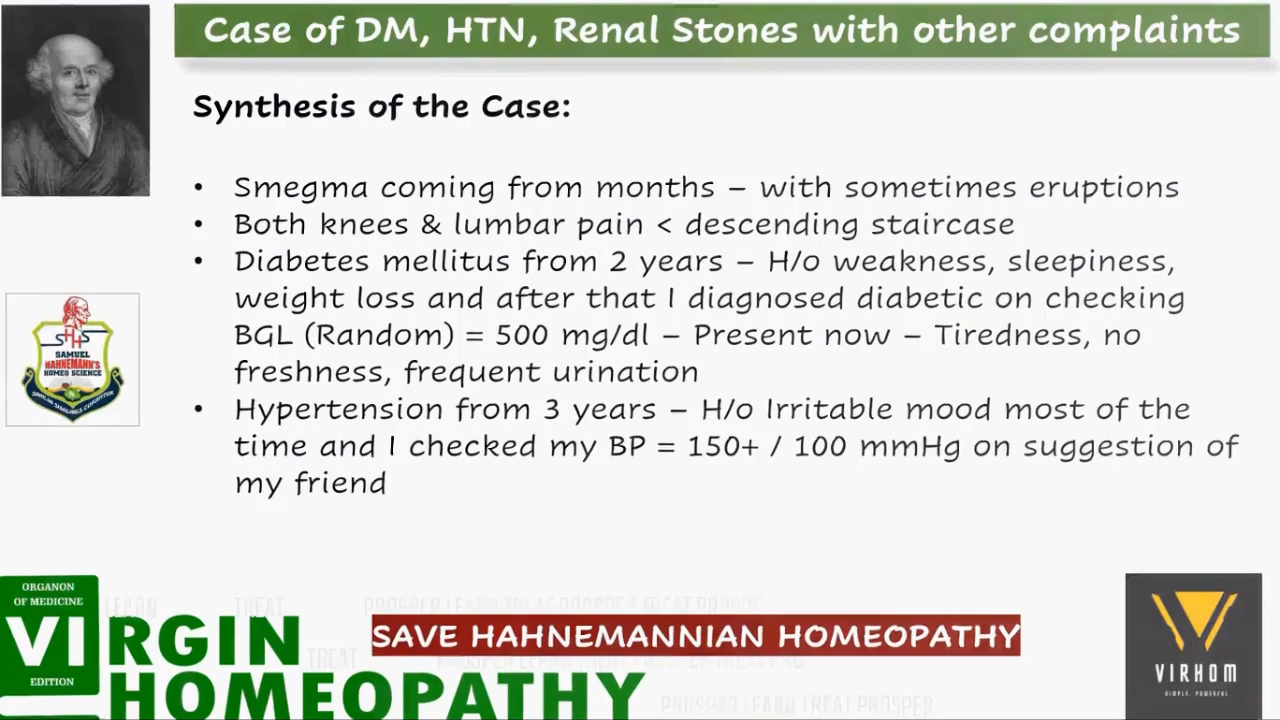 Case of DM, HTN, Renal Stones with other complaints
Synthesis of the Case:
• Smegma coming from months – with sometimes eruptions
• Both knees & lumbar pain < descending staircase
• Diabetes mellitus from 2 years – H/o weakness, sleepiness,
weight loss and after that I diagnosed diabetic on checking
BGL (Random) = 500 mg/dl – Present now – Tiredness, no
freshness, frequent urination
• Hypertension from 3 years – H/o Irritable mood most of the
time and I checked my BP = 150+ / 100 mmHg on suggestion of
my friend
SHS
SAMUEL
HAHNEMANN'S
HOMEO SCIENCE
ORGANON
OF MEDICINE
VIRGIN
EDITION
HOMEOPATHY
SAVE HAHNEMANNIAN HOMEOPATHY
VIRHOM
SIMPLE. POWERFUL.